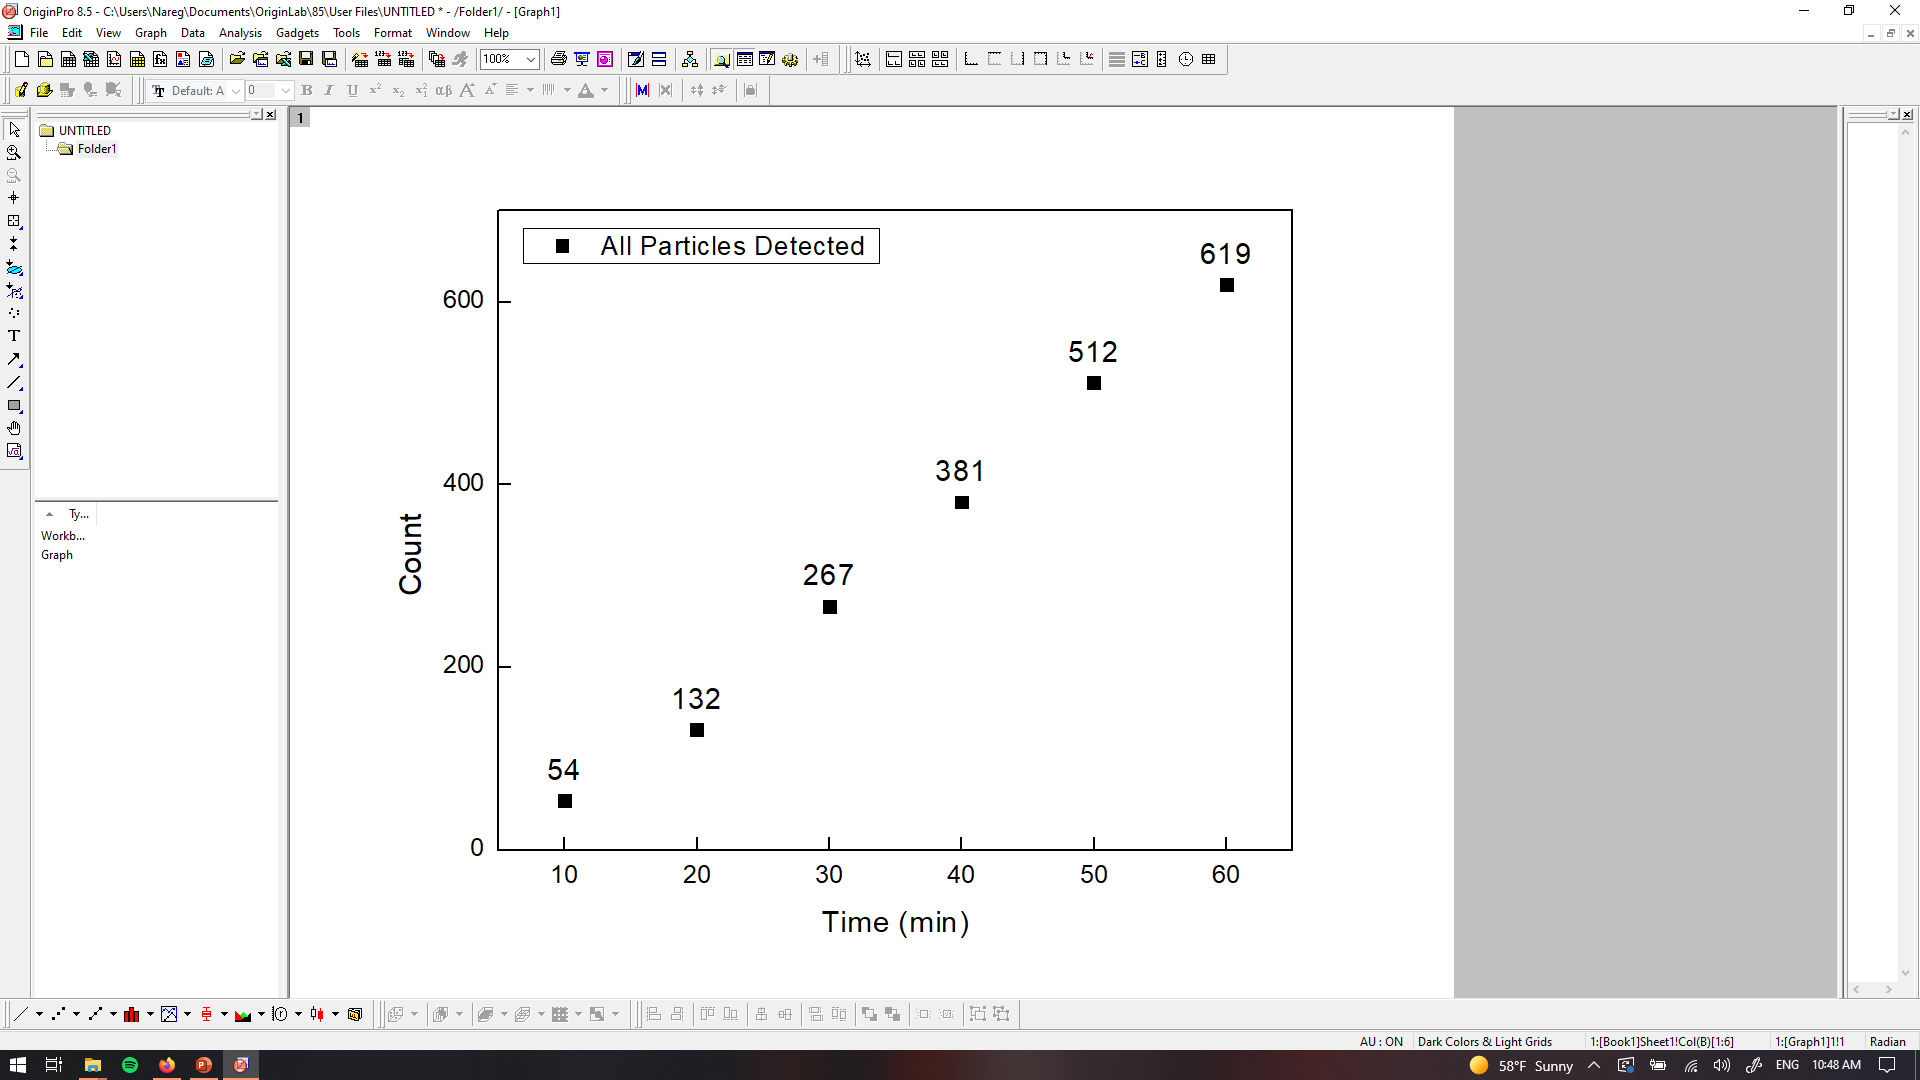 OriginPro 8.5 - C:\Users\Nareg\Documents\OriginLab\85\User Files\UNTITLED * - /Folder1/ - [Graph1]
File Edit View Graph Data Analysis Gadgets Tools Format Window Help
100%
Default: A 0 B I U x² x₂ αβ A A A
UNTITLED
Folder1
Ty...
Workb...
Graph
1
All Particles Detected
619
600
512
400
381
267
200
132
54
0
10 20 30 40 50 60
Count
Time (min)
AU : ON Dark Colors & Light Grids 1:[Book1]Sheet1!Col(B)[1:6] 1:[Graph1]1!1 Radian
58°F Sunny ENG 10:48 AM